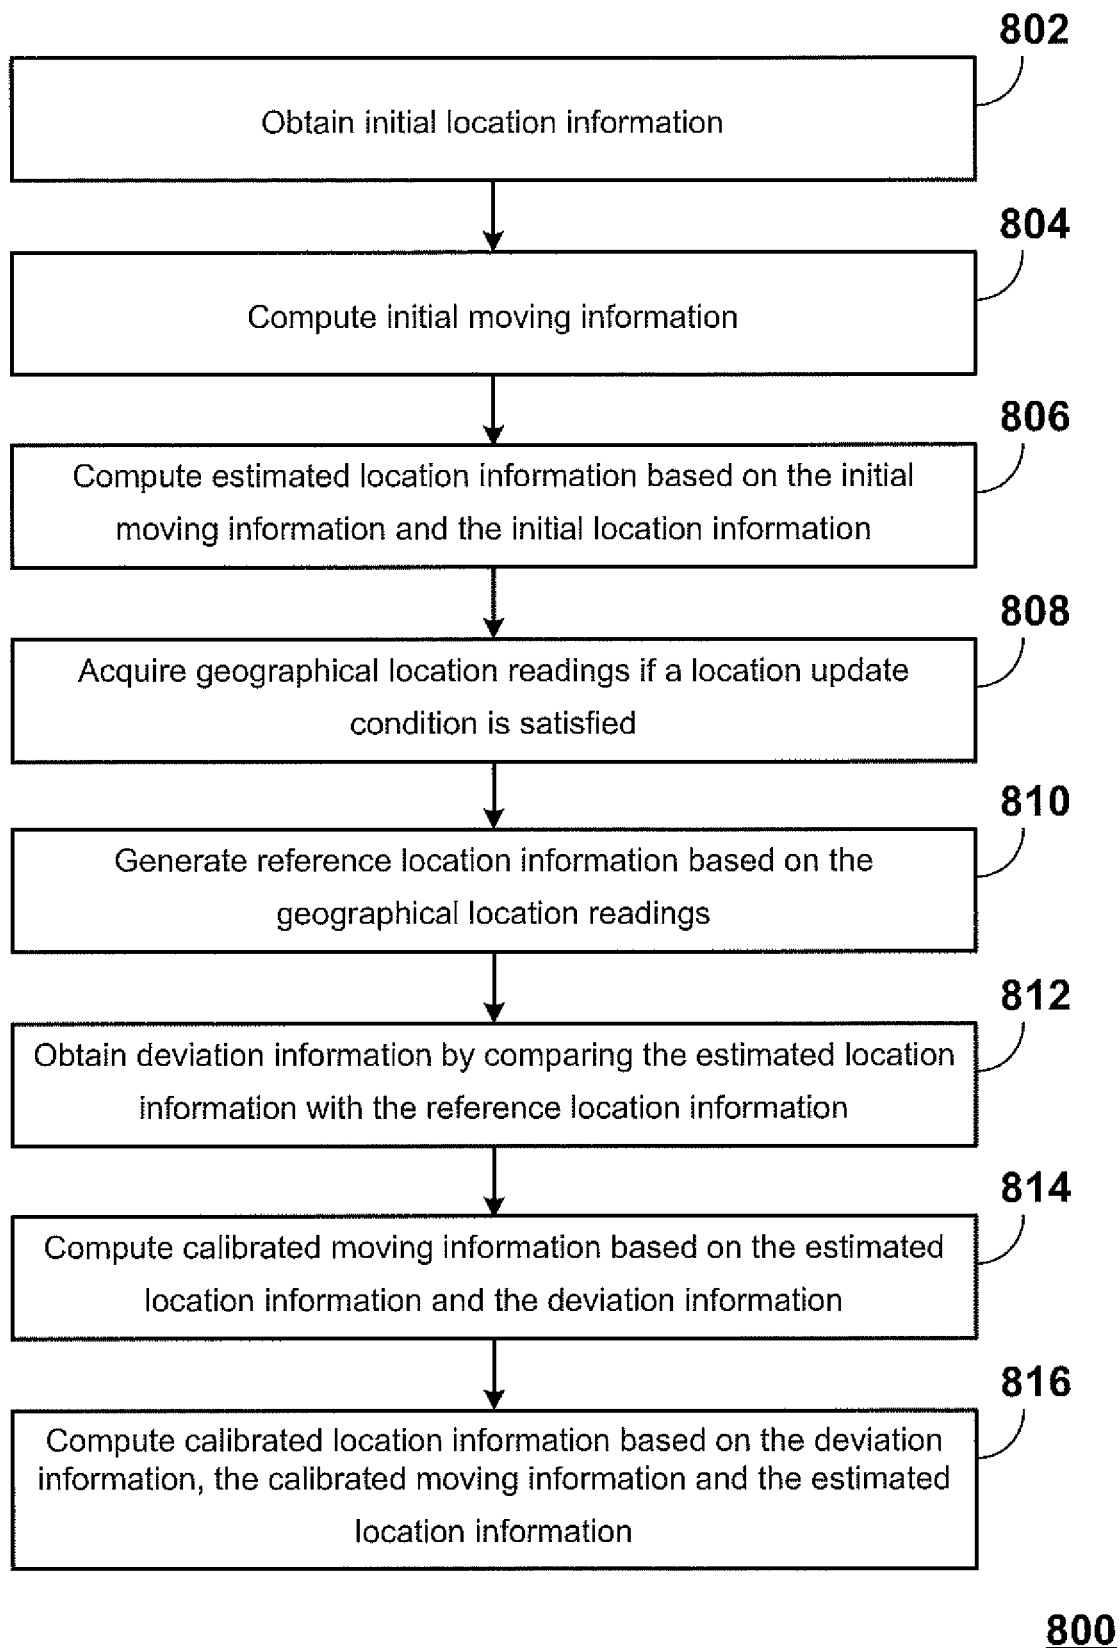 802
Obtain initial location information
804
Compute initial moving information
806
Compute estimated location information based on the initial
moving information and the initial location information
808
Acquire geographical location readings if a location update
condition is satisfied
810
Generate reference location information based on the
geographical location readings
812
Obtain deviation information by comparing the estimated location
information with the reference location information
814
Compute calibrated moving information based on the estimated
location information and the deviation information
816
Compute calibrated location information based on the deviation
information, the calibrated moving information and the estimated
location information
800